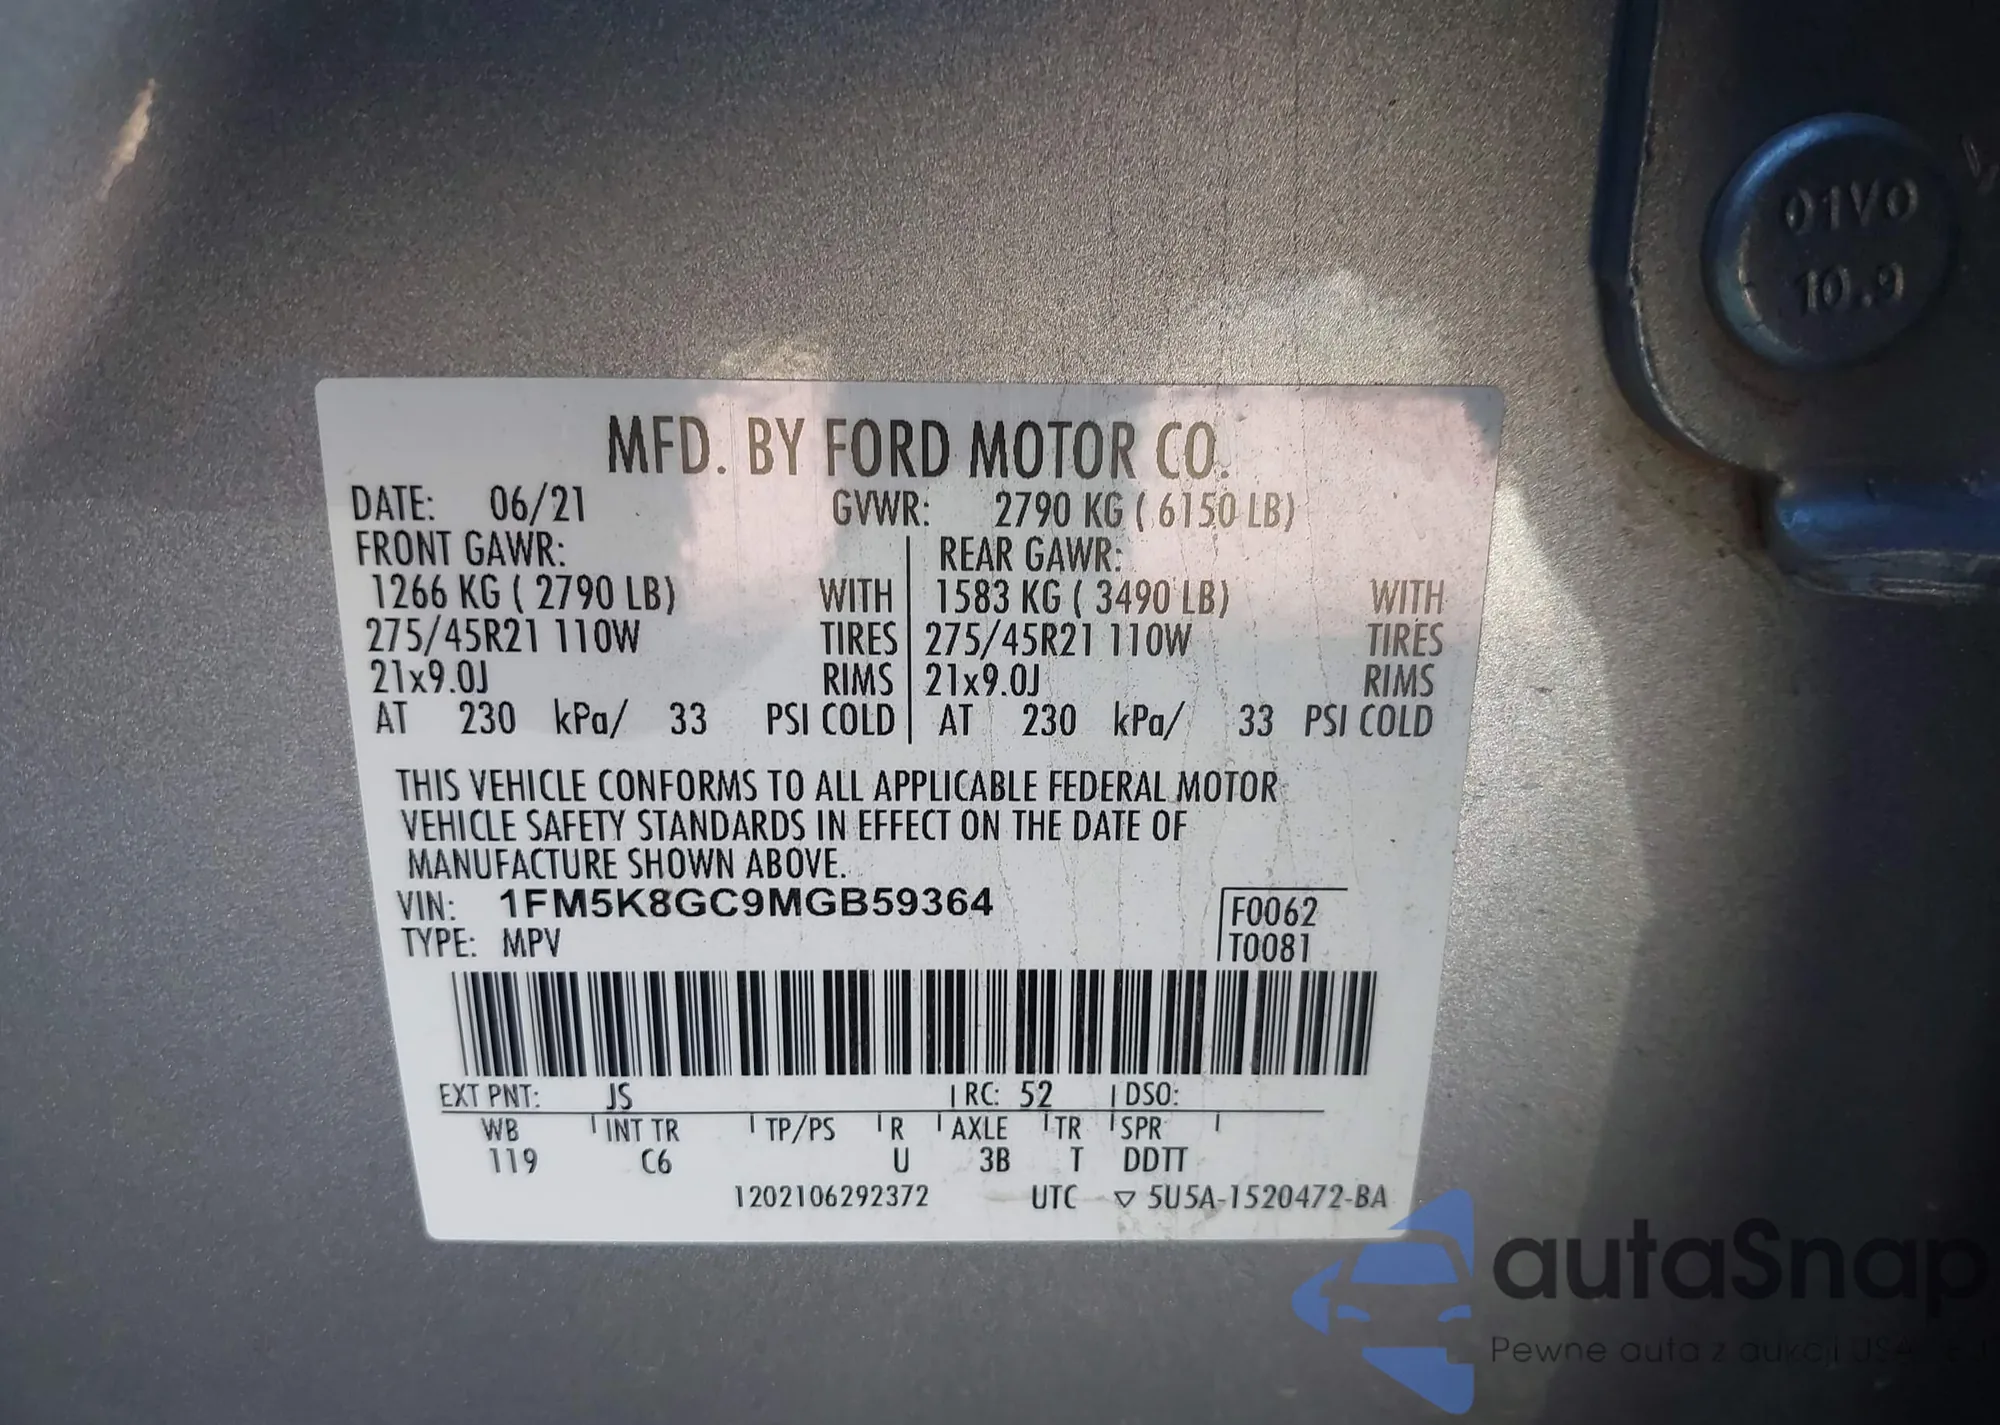 01VO
10.9
MFD. BY FORD MOTOR CO.
DATE: 06/21 GVWR: 2790 KG ( 6150 LB)
FRONT GAWR: REAR GAWR:
1266 KG ( 2790 LB) WITH 1583 KG ( 3490 LB) WITH
275/45R21 110W TIRES 275/45R21 110W TIRES
21x9.0J RIMS 21x9.0J RIMS
AT 230 kPa/ 33 PSI COLD AT 230 kPa/ 33 PSI COLD
THIS VEHICLE CONFORMS TO ALL APPLICABLE FEDERAL MOTOR
VEHICLE SAFETY STANDARDS IN EFFECT ON THE DATE OF
MANUFACTURE SHOWN ABOVE.
VIN: 1FM5K8GC9MGB59364 F0062
TYPE: MPV T0081
EXT PNT: JS RC: 52 DSO:
WB INT TR TP/PS R AXLE TR SPR
119 C6 U 3B T DDTT
1202106292372 UTC ▽ 5U5A-1520472-BA
autaSnap
Pewne auta z aukcji USA